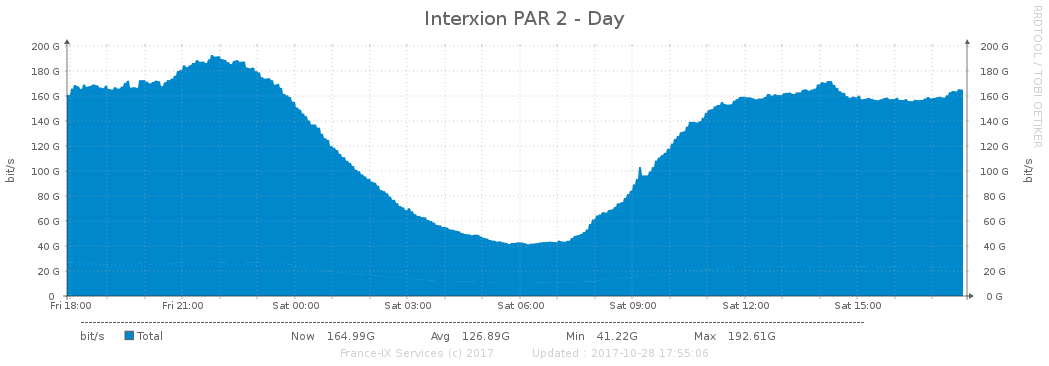 Interxion PAR 2 - Day
RRDTOOL / TOBI OETIKER
bit/s
200 G 200 G
180 G 180 G
160 G 160 G
140 G 140 G
120 G 120 G
100 G 100 G
80 G 80 G
60 G 60 G
40 G 40 G
20 G 20 G
0 0 G
bit/s
Fri 18:00 Fri 21:00 Sat 00:00 Sat 03:00 Sat 06:00 Sat 09:00 Sat 12:00 Sat 15:00
bit/s Total Now 164.99G Avg 126.89G Min 41.22G Max 192.61G
France-IX Services (c) 2017 Updated : 2017-10-28 17:55:06